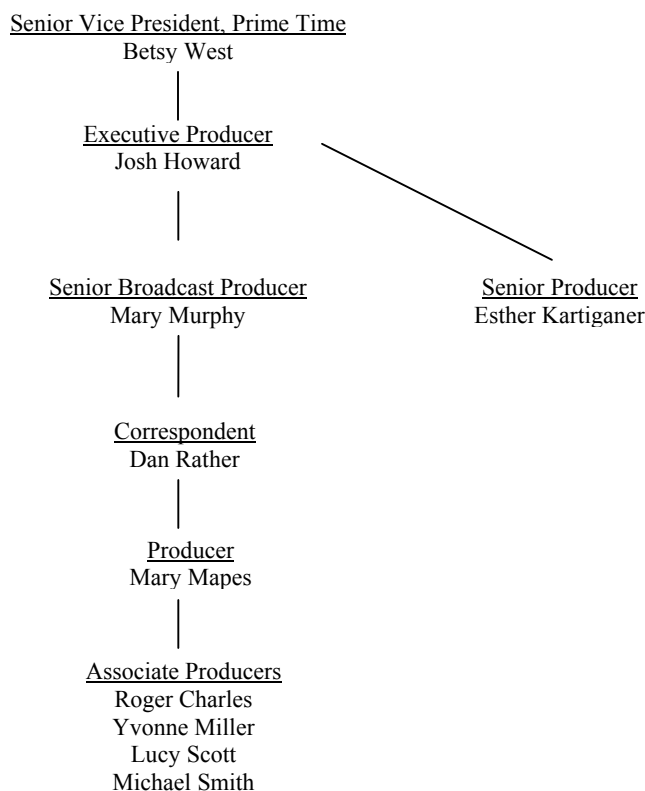 Senior Vice President, Prime Time
Betsy West
Executive Producer
Josh Howard
Senior Broadcast Producer
Mary Murphy
Senior Producer
Esther Kartiganer
Correspondent
Dan Rather
Producer
Mary Mapes
Associate Producers
Roger Charles
Yvonne Miller
Lucy Scott
Michael Smith